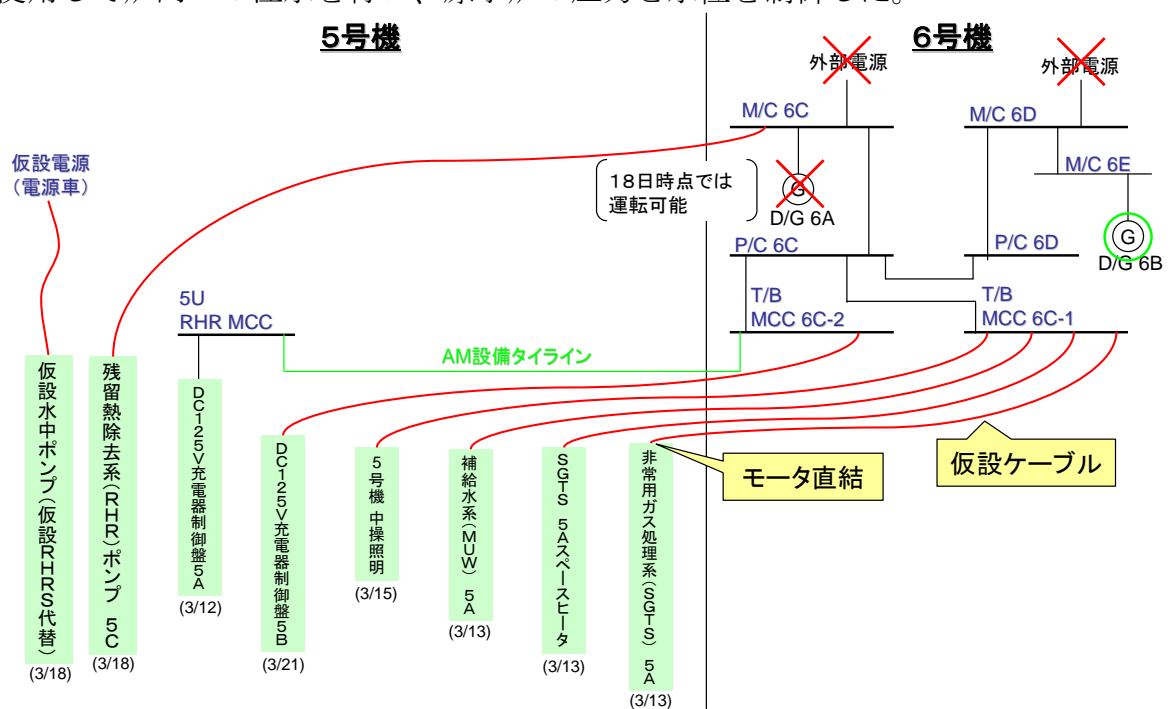 5号機
6号機
外部電源
外部電源
M/C 6C
M/C 6D
M/C 6E
仮設電源
(電源車)
18日時点では
運転可能
G
D/G 6A
G
D/G 6B
P/C 6C
P/C 6D
5U
RHR MCC
T/B
MCC 6C-2
T/B
MCC 6C-1
AM設備タイライン
仮設水中ポンプ(仮設RHRS代替)
(3/18)
残留熱除去系(RHR)ポンプ 5C
(3/18)
DC125V充電器制御盤5A
(3/12)
DC125V充電器制御盤5B
(3/21)
5号機 中操照明
(3/15)
補給水系(MUW) 5A
(3/13)
SGTS 5Aスペースヒータ
(3/13)
非常用ガス処理系(SGTS) 5A
(3/13)
モータ直結
仮設ケーブル